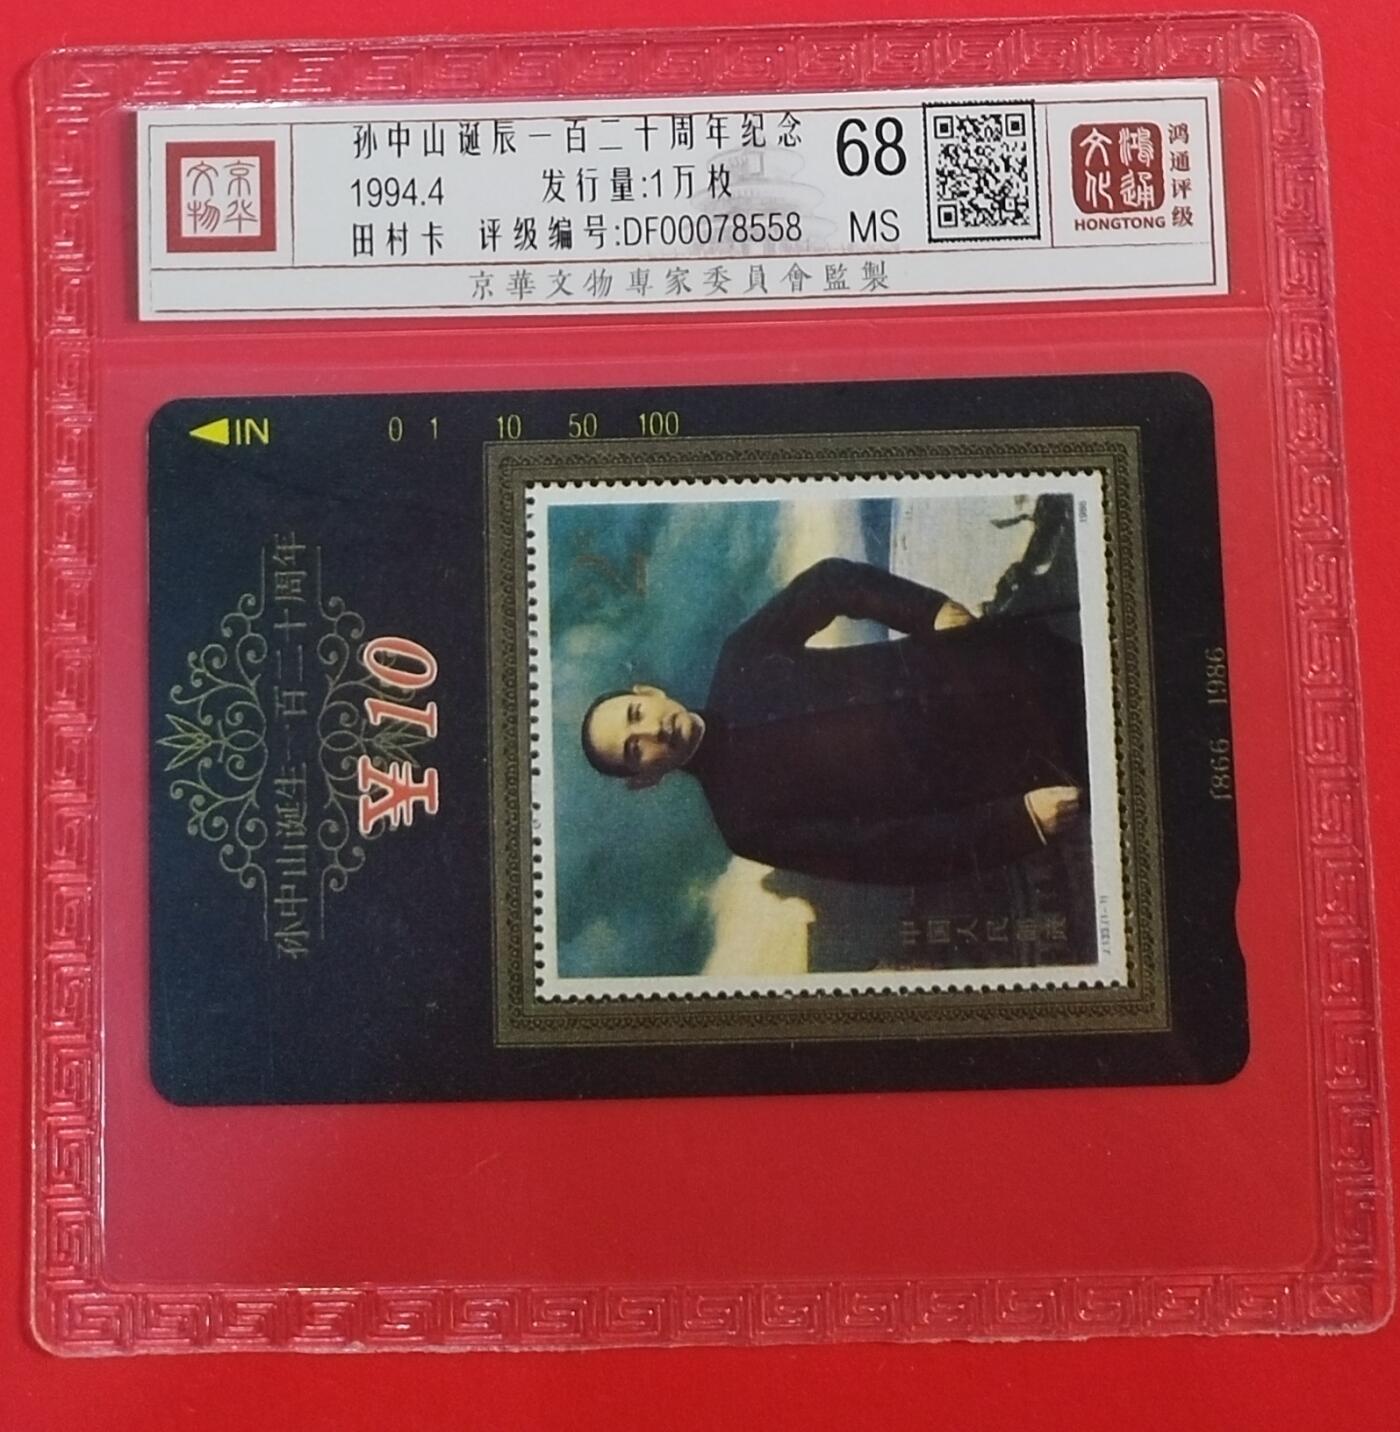 京华
文物
孙中山诞辰一百二十周年纪念
1994.4 发行量:1万枚
田村卡 评级编号:DF00078558
68
MS
鸿通
文化
HONGTONG
鸿通评级
京華文物專家委員會監製
IN
0 1 10 50 100
孙中山诞生一百二十周年
¥10
1986
中国人民邮政
J.133.(1-1)
1866 1986